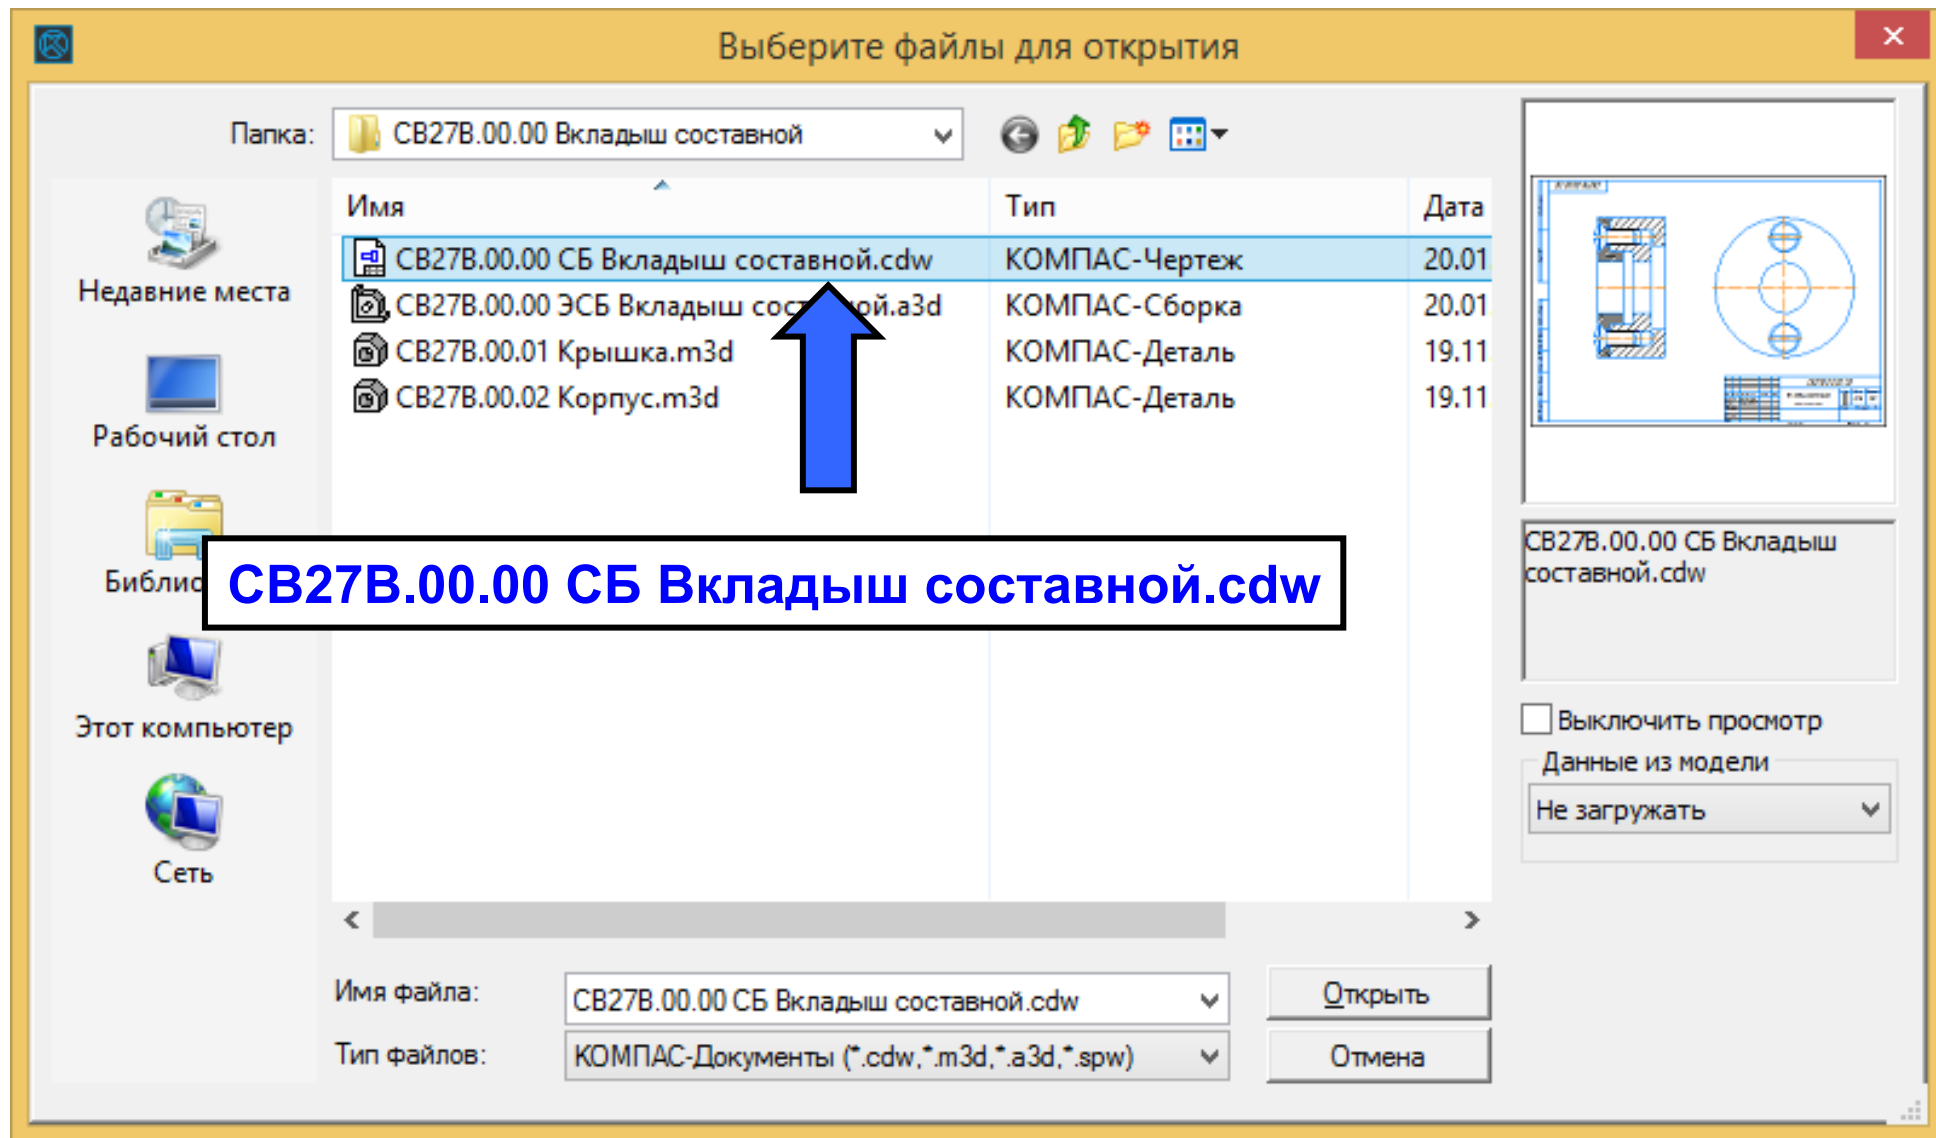 Выберите файлы для открытия
Папка:
СВ27В.00.00 Вкладыш составной
Имя
Тип
Дата
СВ27В.00.00 СБ Вкладыш составной.cdw
КОМПАС-Чертеж
20.01
СВ27В.00.00 ЭСБ Вкладыш ной.a3d
КОМПАС-Сборка
20.01
СВ27В.00.01 Крышка.m3d
КОМПАС-Деталь
19.11
СВ27В.00.02 Корпус.m3d
КОМПАС-Деталь
19.11
Недавние места
Рабочий стол
СВ27В.00.00 СБ Вкладыш составной.cdw
Этот компьютер
Сеть
СВ27В.00.00 СБ Вкладыш
составной.cdw
Выключить просмотр
Данные из модели
Не загружать
Имя файла:
СВ27В.00.00 СБ Вкладыш составной.cdw
Открыть
Тип файлов:
КОМПАС-Документы (*.cdw,*.m3d,*.a3d,*.spw)
Отмена